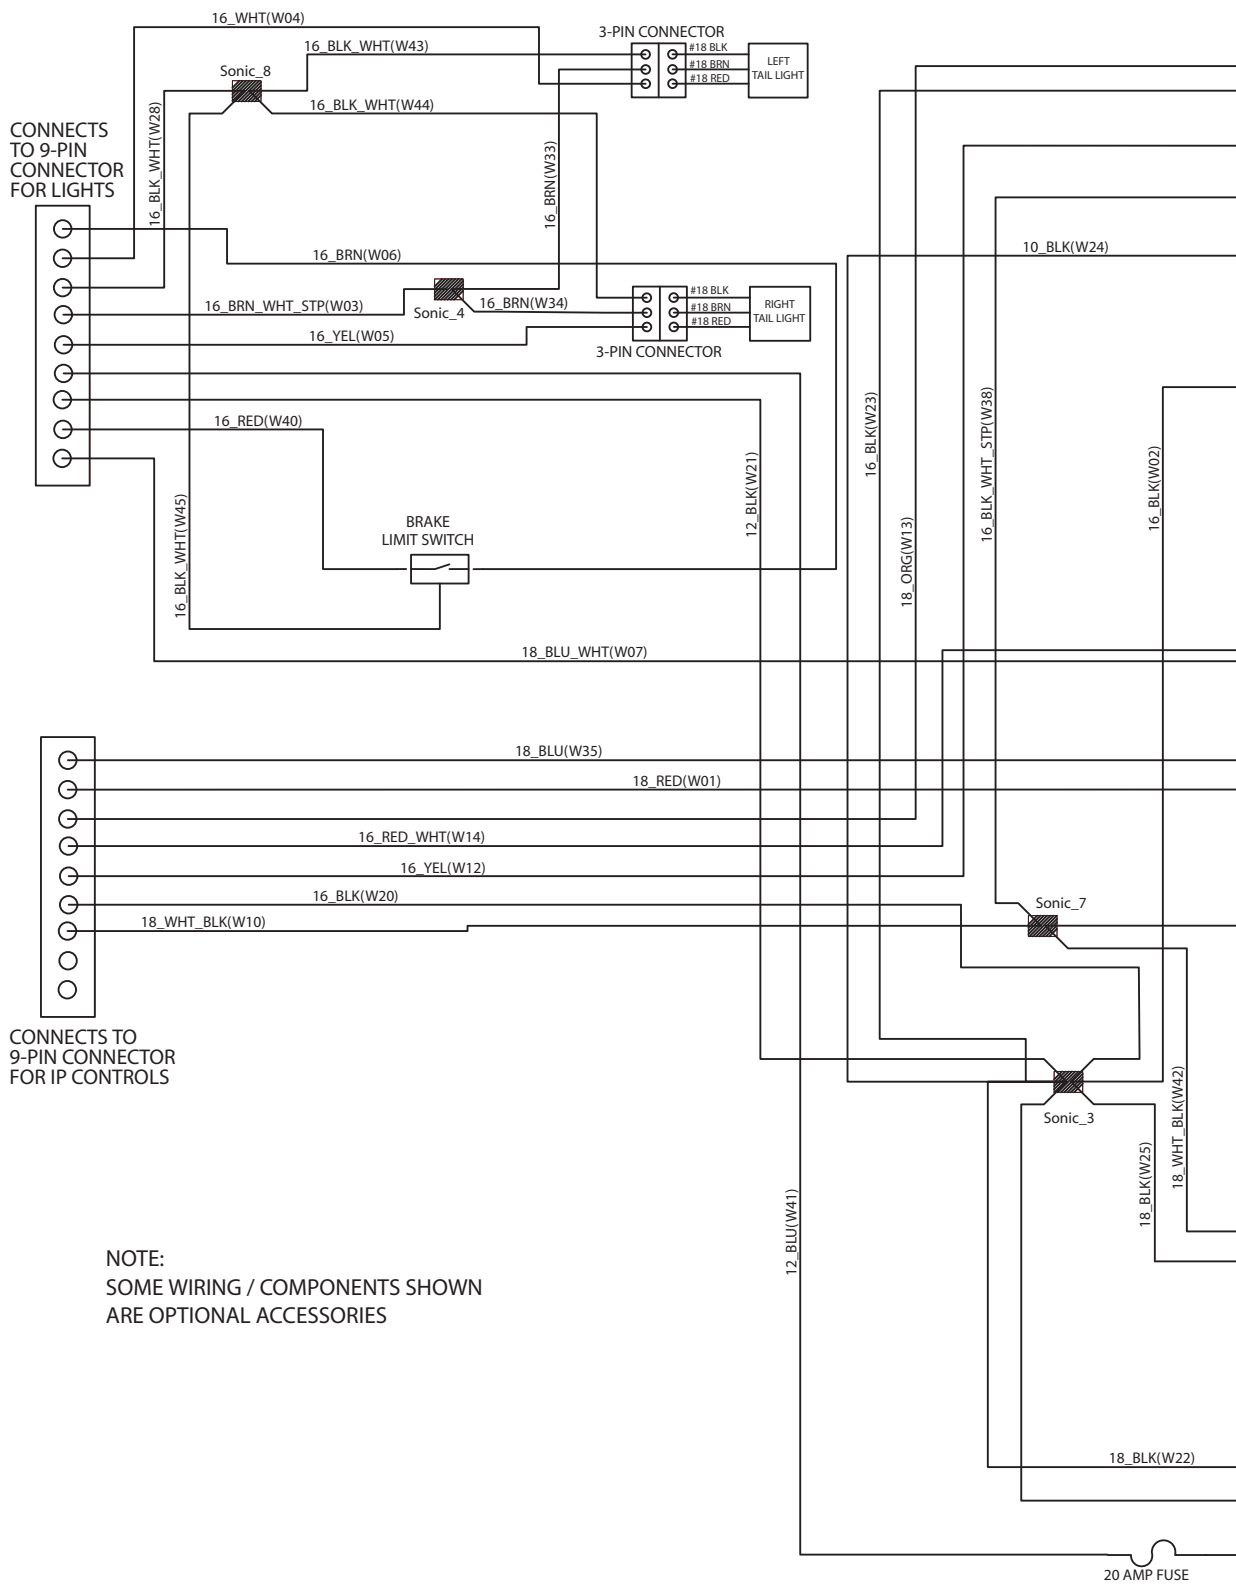 16_WHT(W04)
3-PIN CONNECTOR
16_BLK_WHT(W43)
#18 BLK
#18 BRN
#18 RED
LEFT
TAIL LIGHT
Sonic_8
16_BLK_WHT(W44)
16_BLK_WHT(W28)
CONNECTS
TO 9-PIN
CONNECTOR
FOR LIGHTS
16_BRN(W33)
16_BRN(W06)
10_BLK(W24)
16_BRN_WHT_STP(W03)
Sonic_4
16_BRN(W34)
#18 BLK
#18 BRN
#18 RED
RIGHT
TAIL LIGHT
16_YEL(W05)
3-PIN CONNECTOR
16_RED(W40)
16_BLK(W23)
16_BLK_WHT_STP(W38)
12_BLK(W21)
16_BLK(W02)
18_ORG(W13)
16_BLK_WHT(W45)
BRAKE
LIMIT SWITCH
18_BLU_WHT(W07)
18_BLU(W35)
18_RED(W01)
16_RED_WHT(W14)
16_YEL(W12)
16_BLK(W20)
18_WHT_BLK(W10)
Sonic_7
CONNECTS TO
9-PIN CONNECTOR
FOR IP CONTROLS
Sonic_3
18_WHT_BLK(W42)
18_BLK(W25)
12_BLU(W41)
NOTE:
SOME WIRING / COMPONENTS SHOWN
ARE OPTIONAL ACCESSORIES
18_BLK(W22)
20 AMP FUSE